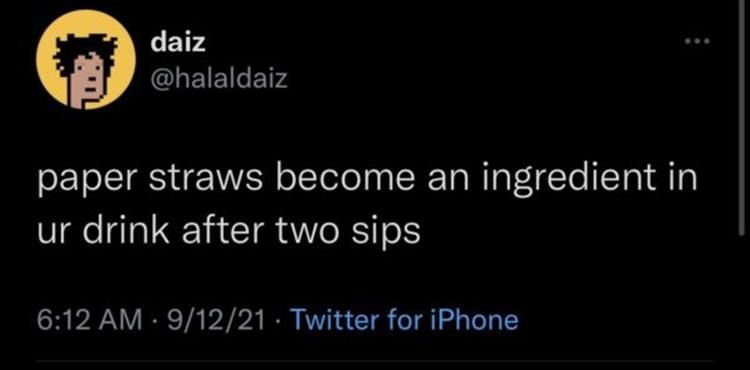 daiz
@halaldaiz
paper straws become an ingredient in
ur drink after two sips
6:12 AM · 9/12/21 · Twitter for iPhone